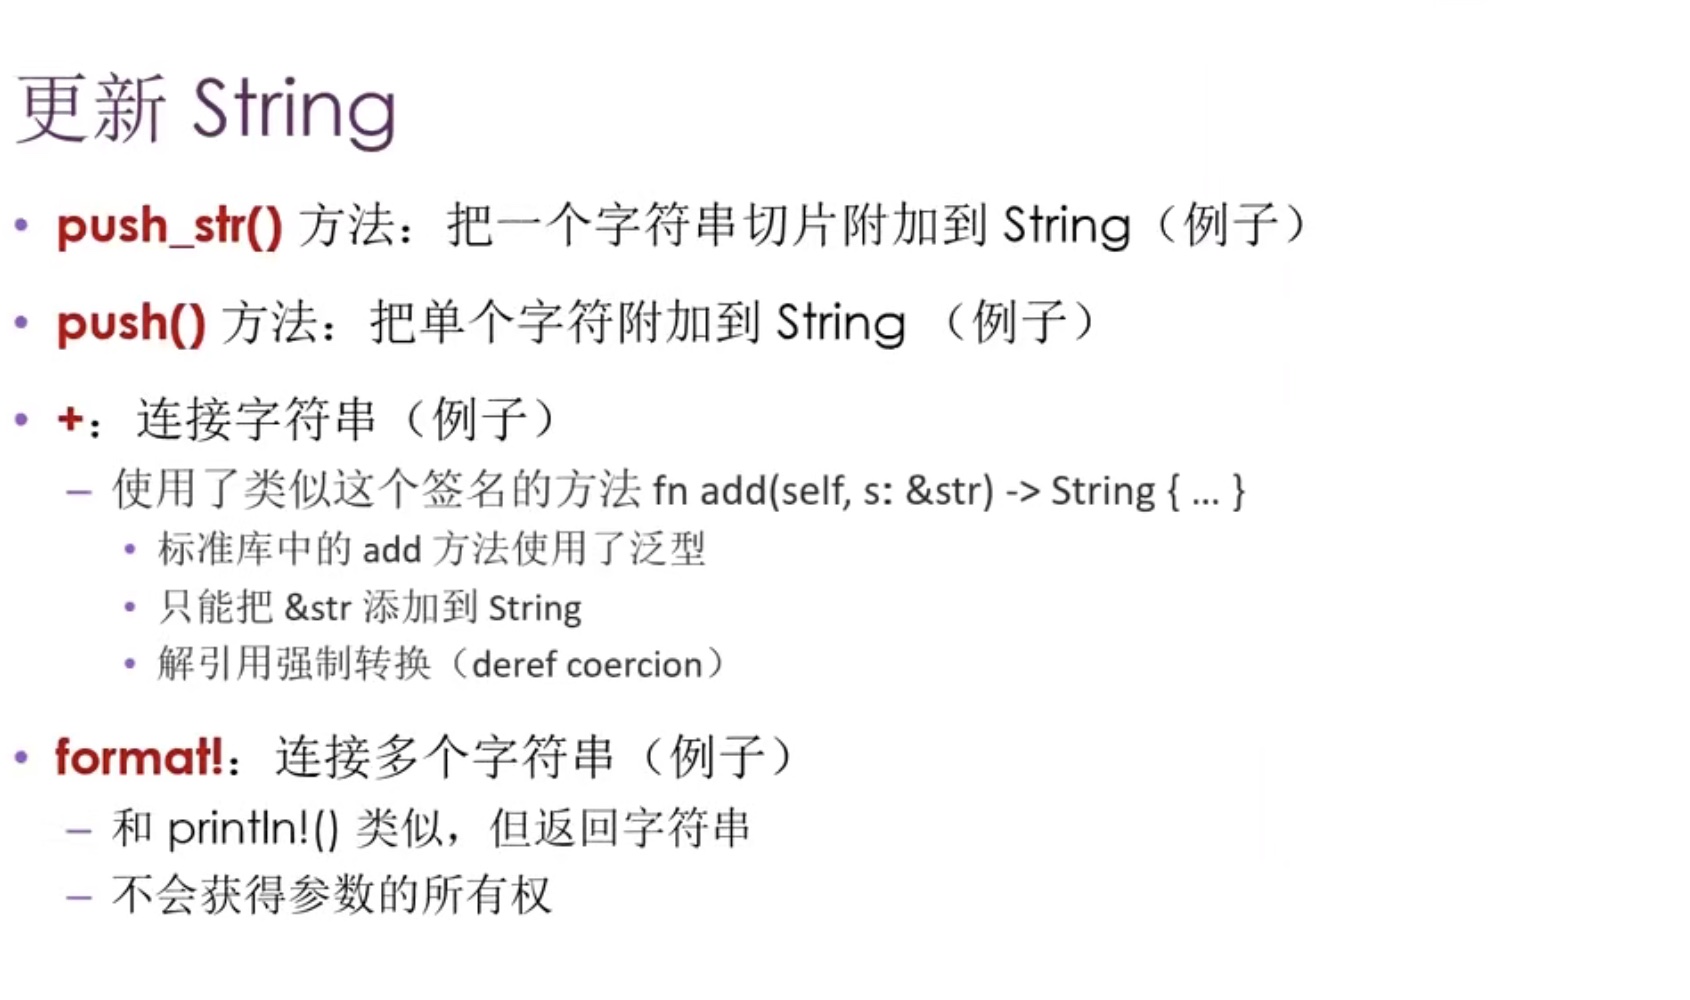 更新 String
• push_str() 方法：把一个字符串切片附加到 String（例子）
• push() 方法：把单个字符附加到 String （例子）
• +：连接字符串（例子）
– 使用了类似这个签名的方法 fn add(self, s: &str) -> String { ... }
• 标准库中的 add 方法使用了泛型
• 只能把 &str 添加到 String
• 解引用强制转换（deref coercion）
• format!：连接多个字符串（例子）
– 和 println!() 类似，但返回字符串
– 不会获得参数的所有权